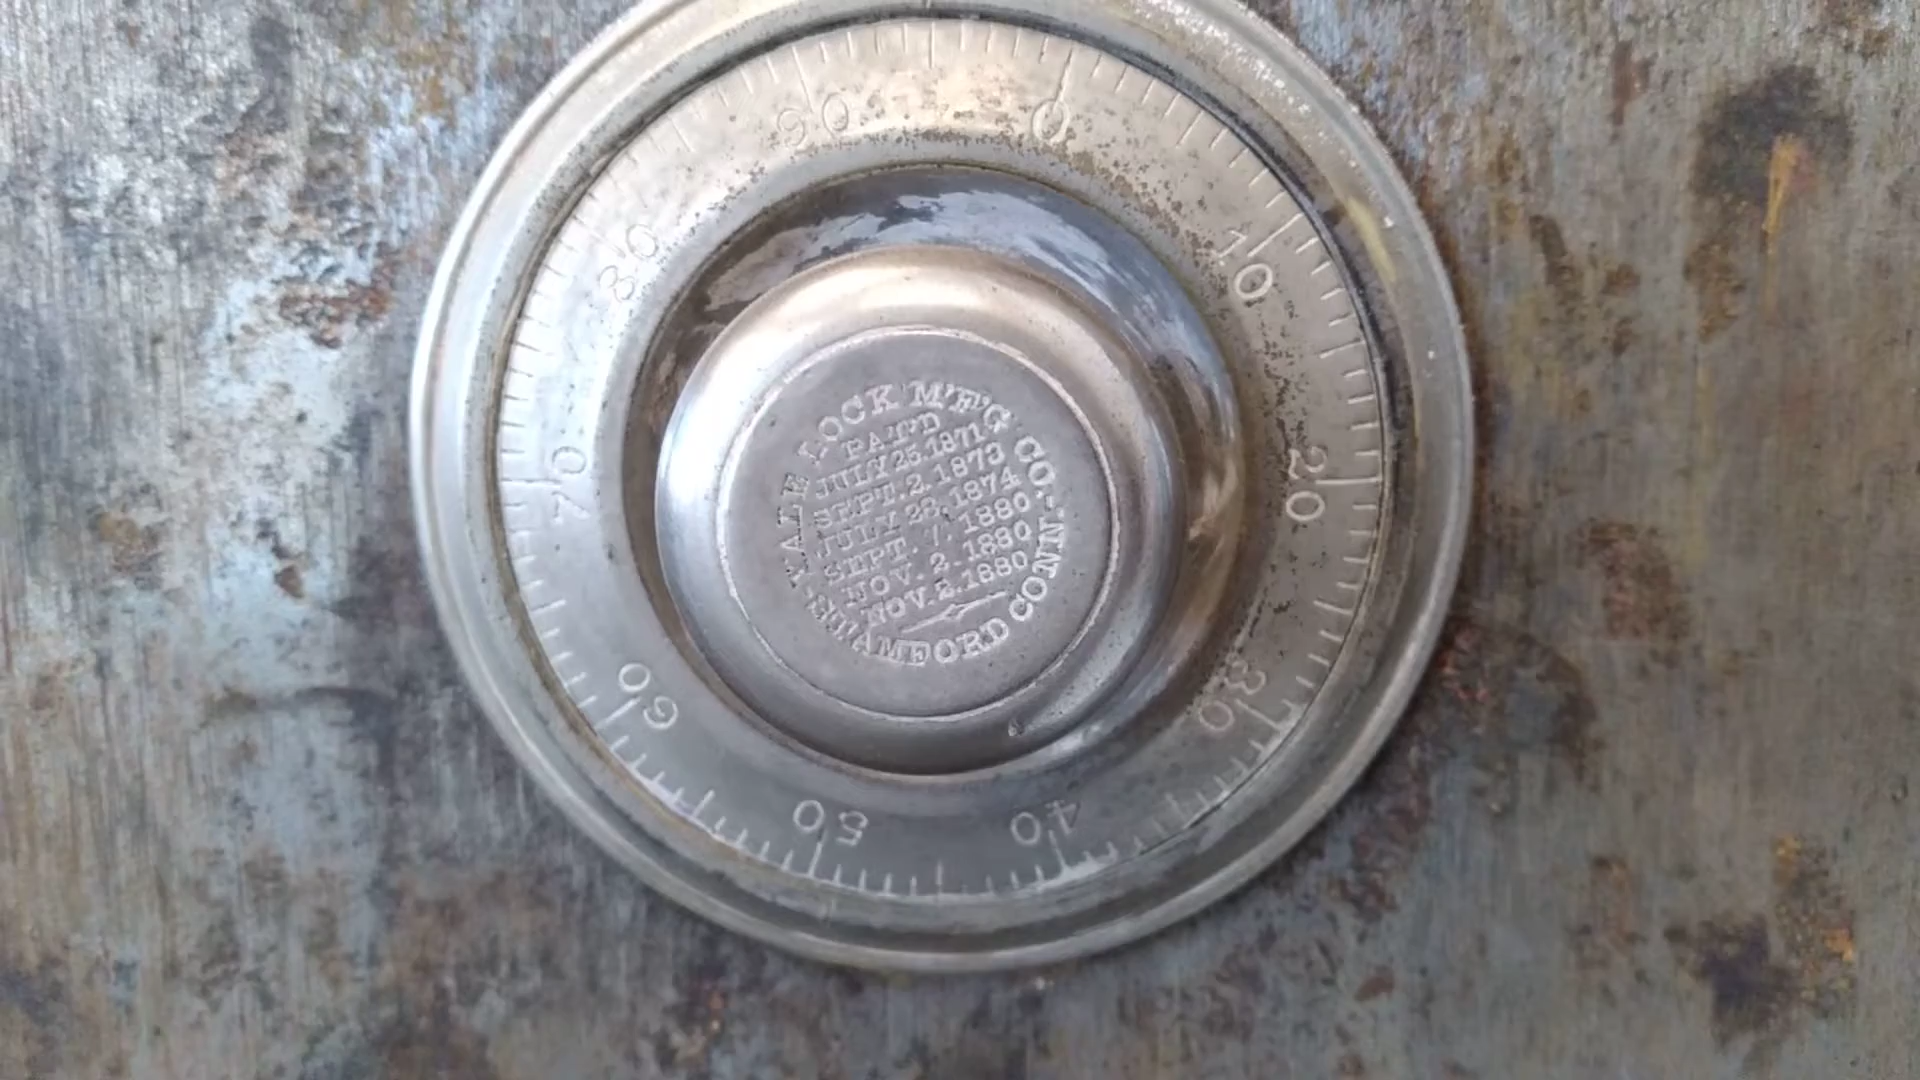 YALE LOCK M'F'G CO.
STAMFORD CONN.
PAT'D
JULY 25. 1871
SEPT. 2. 1873
JULY 28. 1874
SEPT. 7. 1880
NOV. 2. 1880
NOV. 2. 1880
0
10
20
30
40
50
60
70
80
90